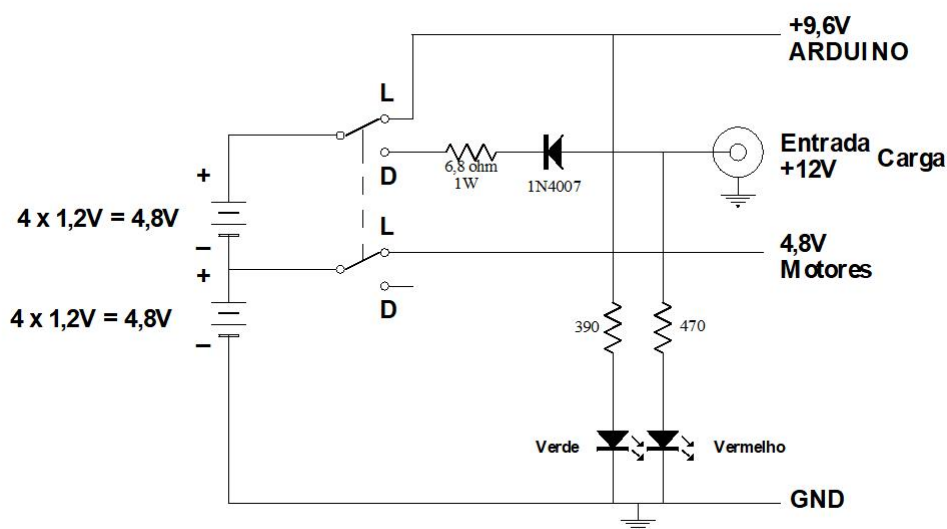 +9,6V
ARDUINO
L
D
6,8 ohm
1W
1N4007
Entrada
+12V
Carga
+
4 x 1,2V = 4,8V
–
+
4 x 1,2V = 4,8V
–
L
D
4,8V
Motores
390
470
Verde
Vermelho
GND